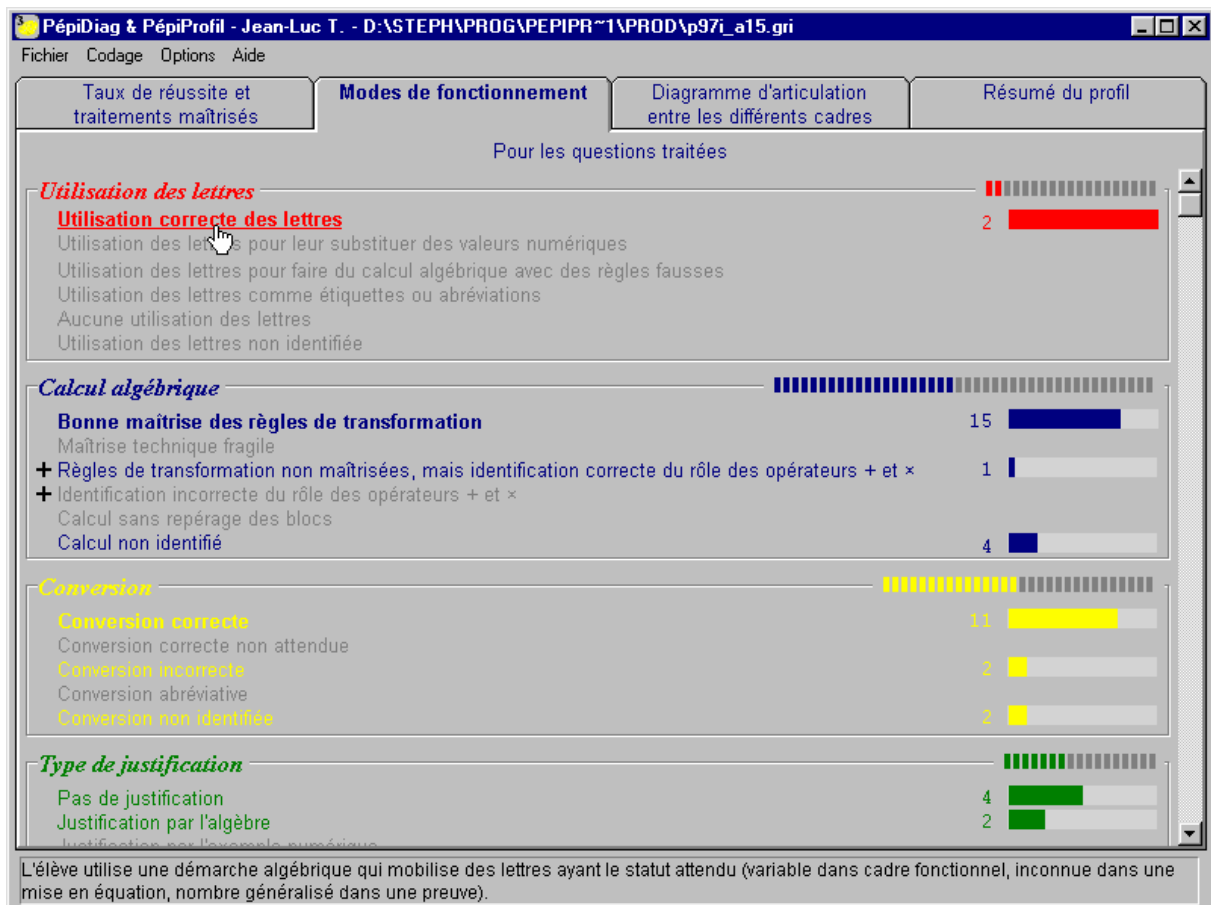 PépiDiag & PépiProfil - Jean-Luc T. - D:\STEPH\PROG\PEPIPR~1\PROD\p97i_a15.gri
Fichier Codage Options Aide
Taux de réussite et
traitements maîtrisés
Modes de fonctionnement
Diagramme d'articulation
entre les différents cadres
Résumé du profil
Pour les questions traitées
Utilisation des lettres
Utilisation correcte des lettres 2
Utilisation des lettres pour leur substituer des valeurs numériques
Utilisation des lettres pour faire du calcul algébrique avec des règles fausses
Utilisation des lettres comme étiquettes ou abréviations
Aucune utilisation des lettres
Utilisation des lettres non identifiée
Calcul algébrique
Bonne maîtrise des règles de transformation 15
Maîtrise technique fragile
+ Règles de transformation non maîtrisées, mais identification correcte du rôle des opérateurs + et × 1
+ Identification incorrecte du rôle des opérateurs + et ×
Calcul sans repérage des blocs
Calcul non identifié 4
Conversion
Conversion correcte 11
Conversion correcte non attendue
Conversion incorrecte 2
Conversion abréviative
Conversion non identifiée 2
Type de justification
Pas de justification 4
Justification par l'algèbre 2
Justification par l'exemple numérique
L'élève utilise une démarche algébrique qui mobilise des lettres ayant le statut attendu (variable dans cadre fonctionnel, inconnue dans une
mise en équation, nombre généralisé dans une preuve).